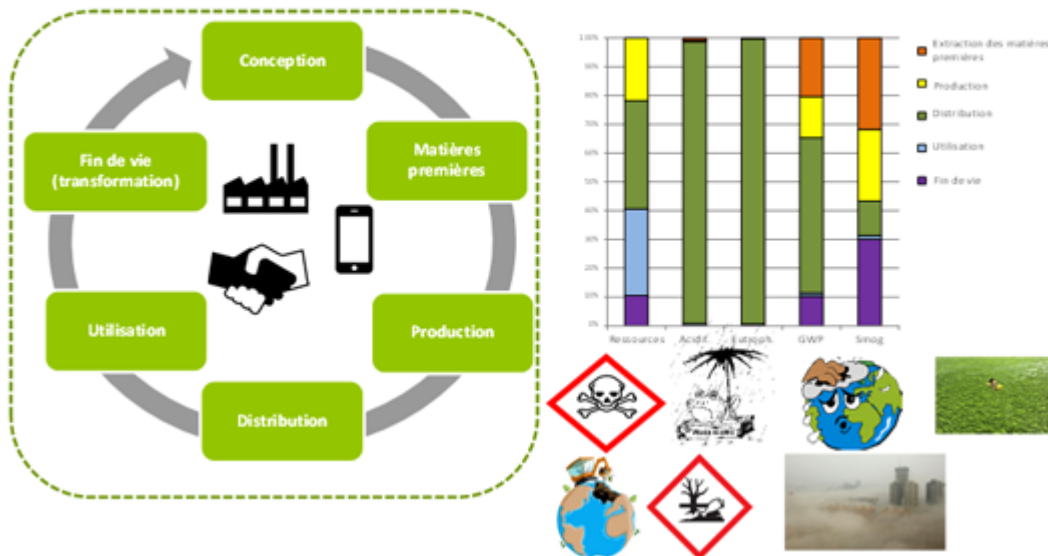 Conception
Fin de vie
(transformation)
Matières
premières
Utilisation
Production
Distribution
100%
90%
80%
70%
60%
50%
40%
30%
20%
10%
0%
Ressources
Acidif.
Eutroph.
GWP
Smog
Extraction des matières
premières
Production
Distribution
Utilisation
Fin de vie